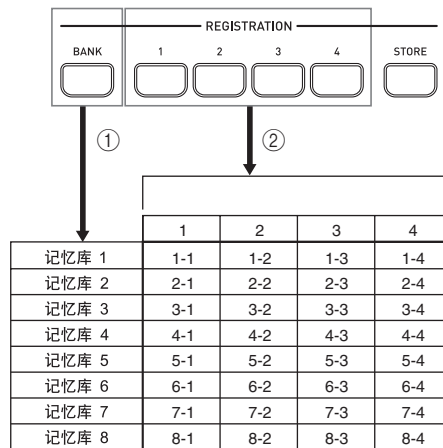 REGISTRATION
BANK 1 2 3 4 STORE
① ②
1 2 3 4
记忆库 1 1-1 1-2 1-3 1-4
记忆库 2 2-1 2-2 2-3 2-4
记忆库 3 3-1 3-2 3-3 3-4
记忆库 4 4-1 4-2 4-3 4-4
记忆库 5 5-1 5-2 5-3 5-4
记忆库 6 6-1 6-2 6-3 6-4
记忆库 7 7-1 7-2 7-3 7-4
记忆库 8 8-1 8-2 8-3 8-4